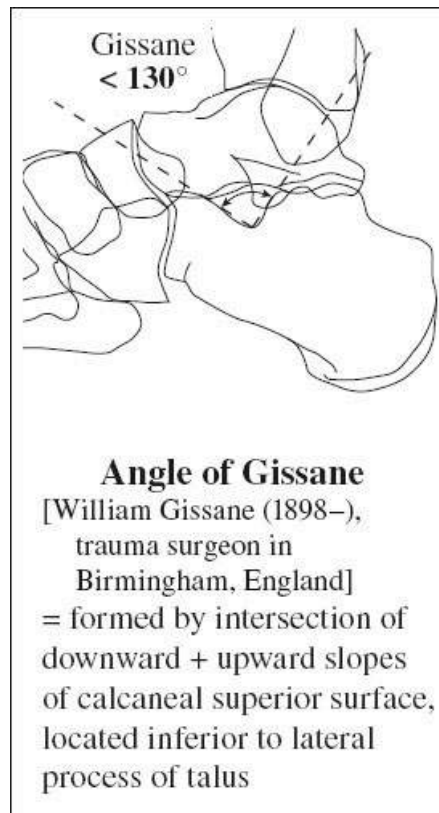 Gissane
< 130°
Angle of Gissane
[William Gissane (1898–),
trauma surgeon in
Birmingham, England]
= formed by intersection of
downward + upward slopes
of calcaneal superior surface,
located inferior to lateral
process of talus